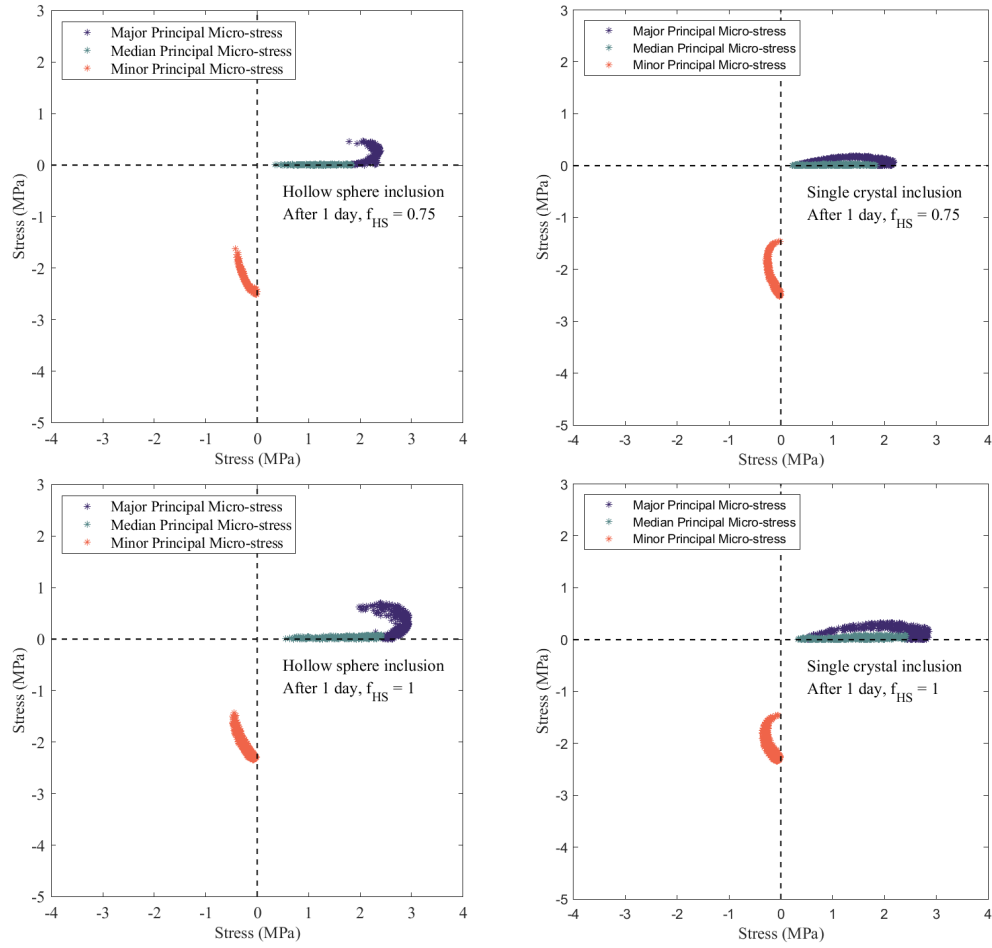 3
2
1
0
-1
-2
-3
-4
-5
Stress (MPa)
Major Principal Micro-stress
Median Principal Micro-stress
Minor Principal Micro-stress
Hollow sphere inclusion
After 1 day, f_HS = 0.75
-4 -3 -2 -1 0 1 2 3 4
Stress (MPa)
3
2
1
0
-1
-2
-3
-4
-5
Stress (MPa)
Major Principal Micro-stress
Median Principal Micro-stress
Minor Principal Micro-stress
Single crystal inclusion
After 1 day, f_HS = 0.75
-4 -3 -2 -1 0 1 2 3 4
Stress (MPa)
3
2
1
0
-1
-2
-3
-4
-5
Stress (MPa)
Major Principal Micro-stress
Median Principal Micro-stress
Minor Principal Micro-stress
Hollow sphere inclusion
After 1 day, f_HS = 1
-4 -3 -2 -1 0 1 2 3 4
Stress (MPa)
3
2
1
0
-1
-2
-3
-4
-5
Stress (MPa)
Major Principal Micro-stress
Median Principal Micro-stress
Minor Principal Micro-stress
Single crystal inclusion
After 1 day, f_HS = 1
-4 -3 -2 -1 0 1 2 3 4
Stress (MPa)